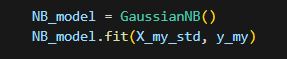 NB_model = GaussianNB()
NB_model.fit(X_my_std, y_my)